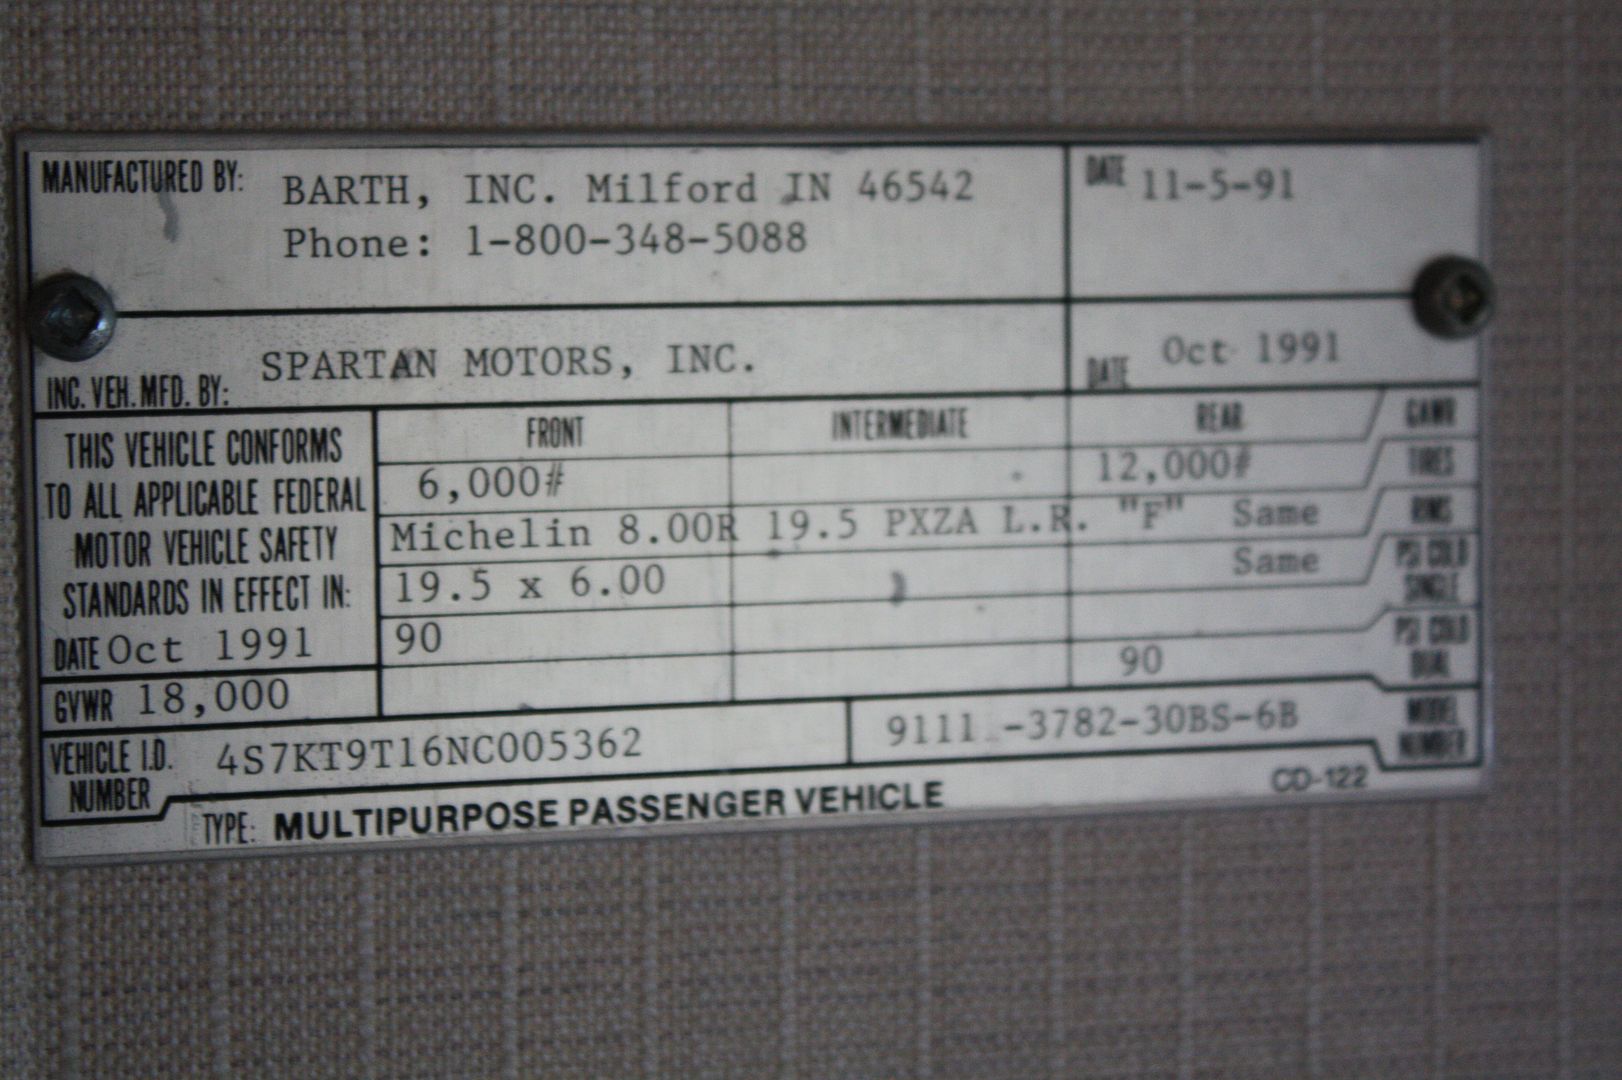 MANUFACTURED BY: BARTH, INC. Milford IN 46542 DATE 11-5-91
Phone: 1-800-348-5088
INC. VEH. MFD. BY: SPARTAN MOTORS, INC. DATE Oct 1991
THIS VEHICLE CONFORMS
TO ALL APPLICABLE FEDERAL
MOTOR VEHICLE SAFETY
STANDARDS IN EFFECT IN:
DATE Oct 1991
GVWR 18,000
FRONT INTERMEDIATE REAR GAWR
6,000# 12,000# TIRES
Michelin 8.00R 19.5 PXZA L.R. "F" Same RIMS
19.5 x 6.00 Same PSI COLD SINGLE
90 PSI COLD DUAL
90
VEHICLE I.D. NUMBER 4S7KT9T16NC005362 9111 -3782-30BS-6B MODEL NUMBER
TYPE: MULTIPURPOSE PASSENGER VEHICLE CD-122